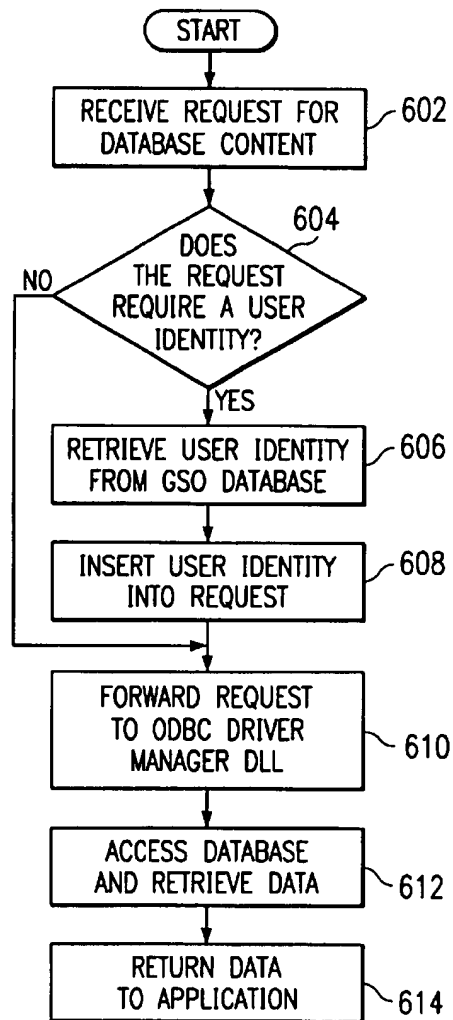 START
RECEIVE REQUEST FOR
DATABASE CONTENT
602
604
DOES
THE REQUEST
REQUIRE A USER
IDENTITY?
NO
YES
RETRIEVE USER IDENTITY
FROM GSO DATABASE
606
INSERT USER IDENTITY
INTO REQUEST
608
FORWARD REQUEST
TO ODBC DRIVER
MANAGER DLL
610
ACCESS DATABASE
AND RETRIEVE DATA
612
RETURN DATA
TO APPLICATION
614